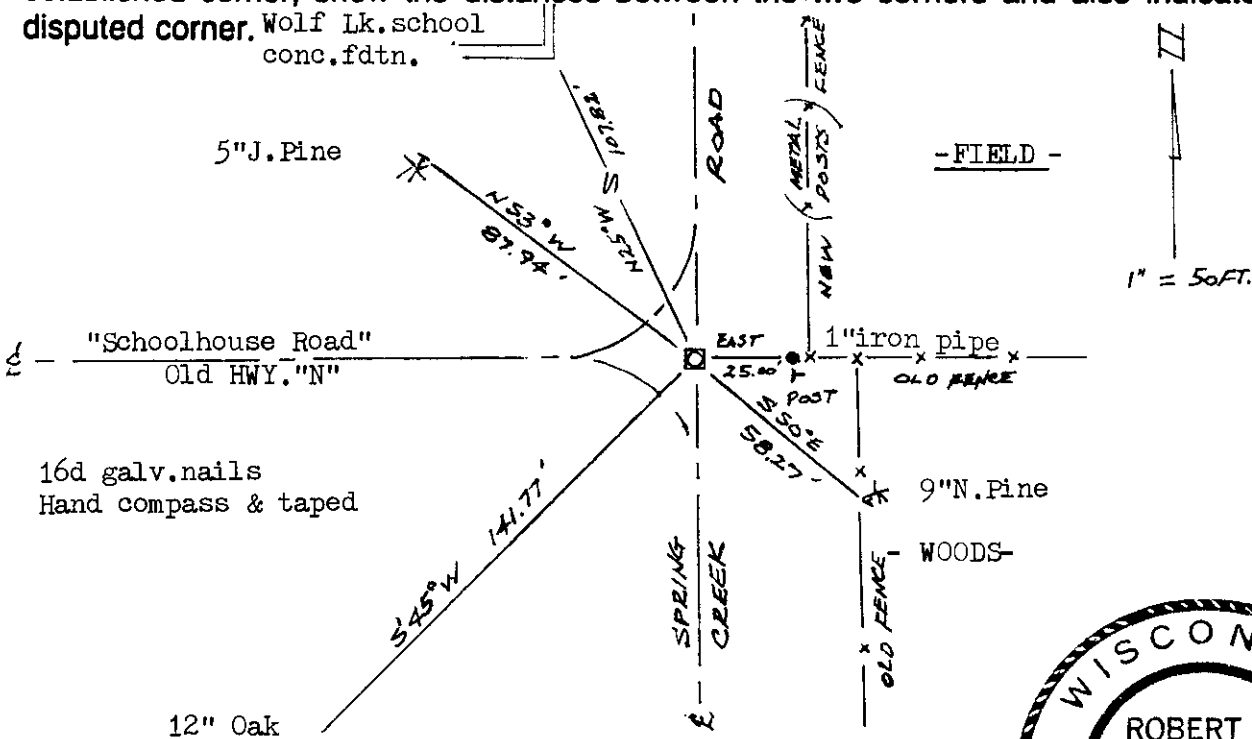 disputed corner.
Wolf Lk.school
conc.fdtn.
5"J.Pine
N25°W S 107.82'
ROAD
NEW (METAL POSTS) FENCE
-FIELD-
N53°W
87.94'
1" = 50FT.
"Schoolhouse Road"
Old HWY."N"
EAST
25.00'
T
POST
1"iron pipe
OLD FENCE
S50°E
58.27'
16d galv.nails
Hand compass & taped
9"N.Pine
- WOODS-
S45°W 141.77'
SPRING
CREEK
OLD FENCE
12" Oak
WISCON
ROBERT